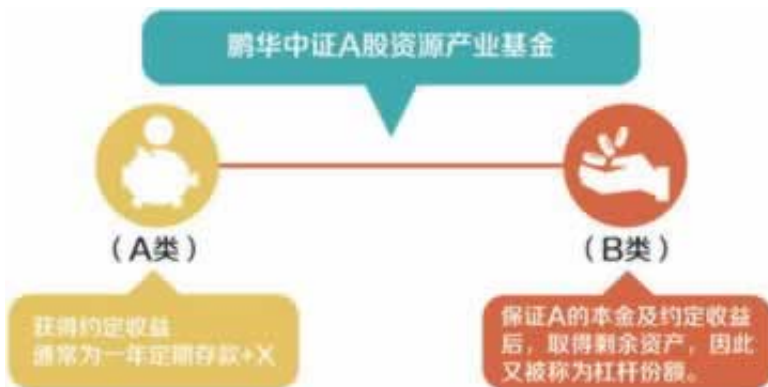 鹏华中证A股资源产业基金
（A类）
（B类）
获得约定收益
通常为一年定期存款+X
保证A的本金及约定收益
后，取得剩余资产，因此
又被称为杠杆份额。